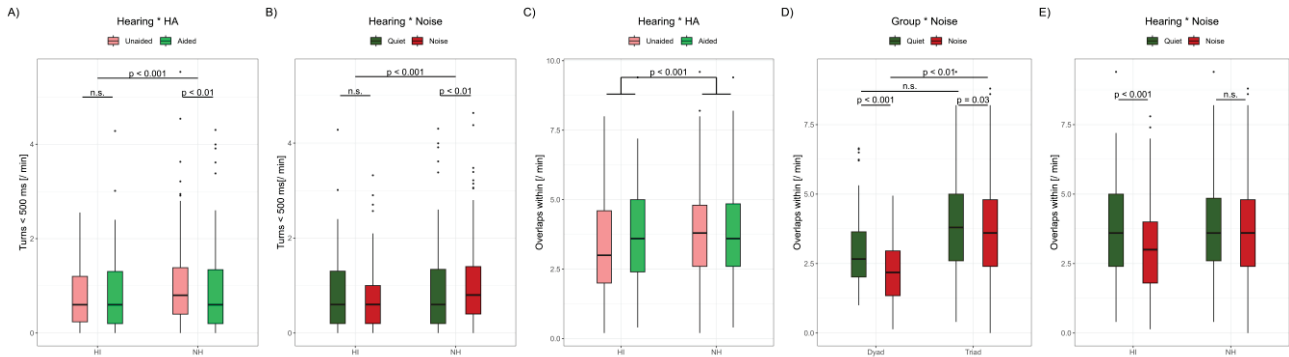 A)
Hearing * HA
Unaided Aided
p < 0.001
n.s.
p < 0.01
Turns < 500 ms [/ min]
4
2
0
HI NH
B)
Hearing * Noise
Quiet Noise
p < 0.001
n.s.
p < 0.01
Turns < 500 ms[/ min]
4
2
0
HI NH
C)
Hearing * HA
Unaided Aided
p < 0.001
Overlaps within [/ min]
10.0
7.5
5.0
2.5
0.0
HI NH
D)
Group * Noise
Quiet Noise
p < 0.01
n.s.
p < 0.001
p = 0.03
Overlaps within [/ min]
7.5
5.0
2.5
0.0
Dyad Triad
E)
Hearing * Noise
Quiet Noise
p < 0.001
n.s.
Overlaps within [/ min]
7.5
5.0
2.5
0.0
HI NH